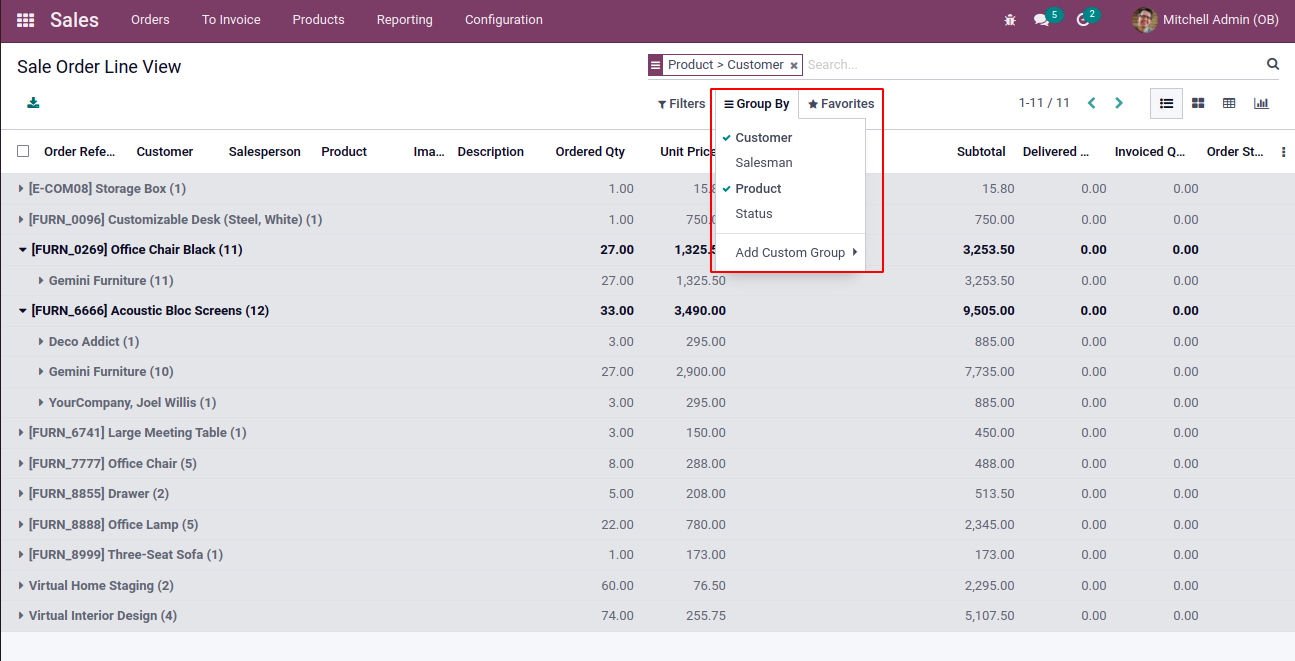 Sales Orders To Invoice Products Reporting Configuration 5 2 Mitchell Admin (OB)
Sale Order Line View Product > Customer × Search...
Filters Group By Favorites 1-11 / 11
Customer
Salesman
Product
Status
Add Custom Group
Order Refe... Customer Salesperson Product Ima... Description Ordered Qty Unit Price Subtotal Delivered ... Invoiced Q... Order St...
[E-COM08] Storage Box (1) 1.00 15.80 0.00 0.00
[FURN_0096] Customizable Desk (Steel, White) (1) 1.00 750.00 0.00 0.00
[FURN_0269] Office Chair Black (11) 27.00 3,253.50 0.00 0.00
Gemini Furniture (11) 27.00 1,325.50 3,253.50 0.00 0.00
[FURN_6666] Acoustic Bloc Screens (12) 33.00 3,490.00 9,505.00 0.00 0.00
Deco Addict (1) 3.00 295.00 885.00 0.00 0.00
Gemini Furniture (10) 27.00 2,900.00 7,735.00 0.00 0.00
YourCompany, Joel Willis (1) 3.00 295.00 885.00 0.00 0.00
[FURN_6741] Large Meeting Table (1) 3.00 150.00 450.00 0.00 0.00
[FURN_7777] Office Chair (5) 8.00 288.00 488.00 0.00 0.00
[FURN_8855] Drawer (2) 5.00 208.00 513.50 0.00 0.00
[FURN_8888] Office Lamp (5) 22.00 780.00 2,345.00 0.00 0.00
[FURN_8999] Three-Seat Sofa (1) 1.00 173.00 173.00 0.00 0.00
Virtual Home Staging (2) 60.00 76.50 2,295.00 0.00 0.00
Virtual Interior Design (4) 74.00 255.75 5,107.50 0.00 0.00